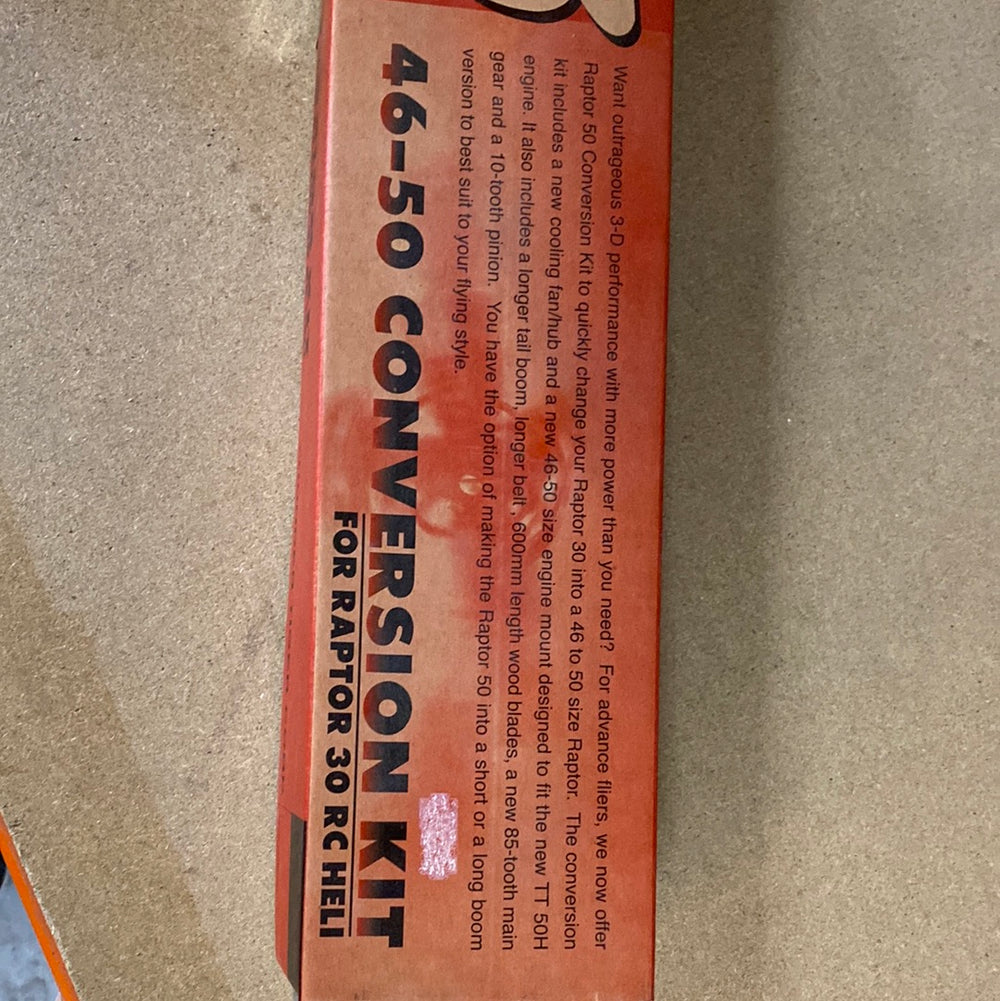 Want outrageous 3-D performance with more power than you need? For advance fliers, we now offer
Raptor 50 Conversion Kit to quickly change your Raptor 30 into a 46 to 50 size Raptor. The conversion
kit includes a new cooling fan/hub and a new 46-50 size engine mount designed to fit the new TT 50H
engine. It also includes a longer tail boom, longer belt , 600mm length wood blades, a new 85-tooth main
gear and a 10-tooth pinion. You have the option of making the Raptor 50 into a short or a long boom
version to best suit to your flying style.
46-50 CONVERSION KIT
FOR RAPTOR 30 RC HELI